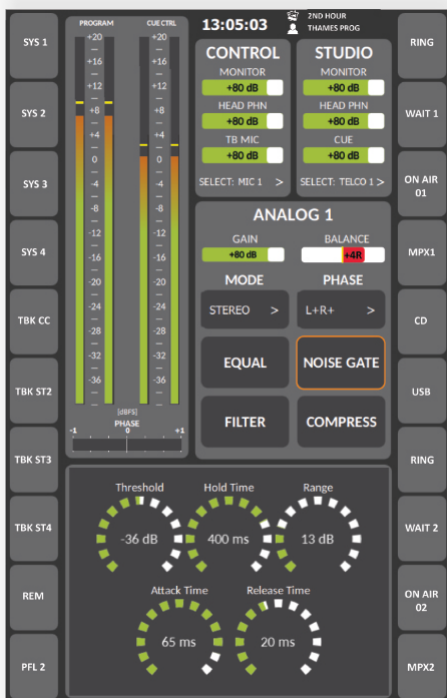 SYS 1
SYS 2
SYS 3
SYS 4
TBK CC
TBK ST2
TBK ST3
TBK ST4
REM
PFL 2
PROGRAM
CUE CTRL
+20 +20
+16 +16
+12 +12
+8 +8
+4 +4
0 0
-4 -4
-8 -8
-12 -12
-16 -16
-20 -20
-24 -24
-28 -28
-32 -32
-36 -36
[dBFS]
PHASE
-1 0 +1
13:05:03
2ND HOUR
THAMES PROG
CONTROL
MONITOR
+80 dB
HEAD PHN
+80 dB
TB MIC
+80 dB
SELECT: MIC 1 >
STUDIO
MONITOR
+80 dB
HEAD PHN
+80 dB
CUE
+80 dB
SELECT: TELCO 1 >
ANALOG 1
GAIN
+80 dB
BALANCE
+4R
MODE
STEREO >
PHASE
L+R+ >
EQUAL
NOISE GATE
FILTER
COMPRESS
Threshold
-36 dB
Hold Time
400 ms
Range
13 dB
Attack Time
65 ms
Release Time
20 ms
RING
WAIT 1
ON AIR
01
MPX1
CD
USB
RING
WAIT 2
ON AIR
02
MPX2